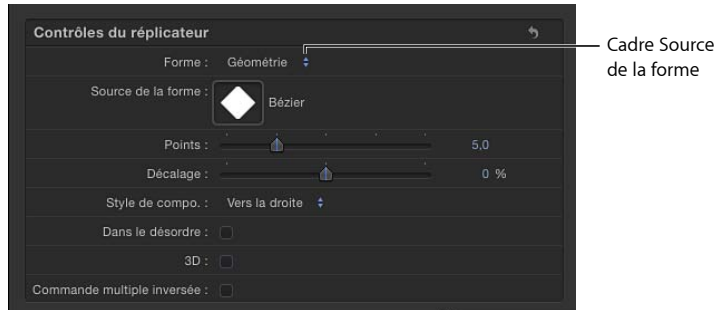 Contrôles du réplicateur
Forme : Géométrie
Cadre Source
de la forme
Source de la forme : Bézier
Points : 5,0
Décalage : 0 %
Style de compo. : Vers la droite
Dans le désordre :
3D :
Commande multiple inversée :